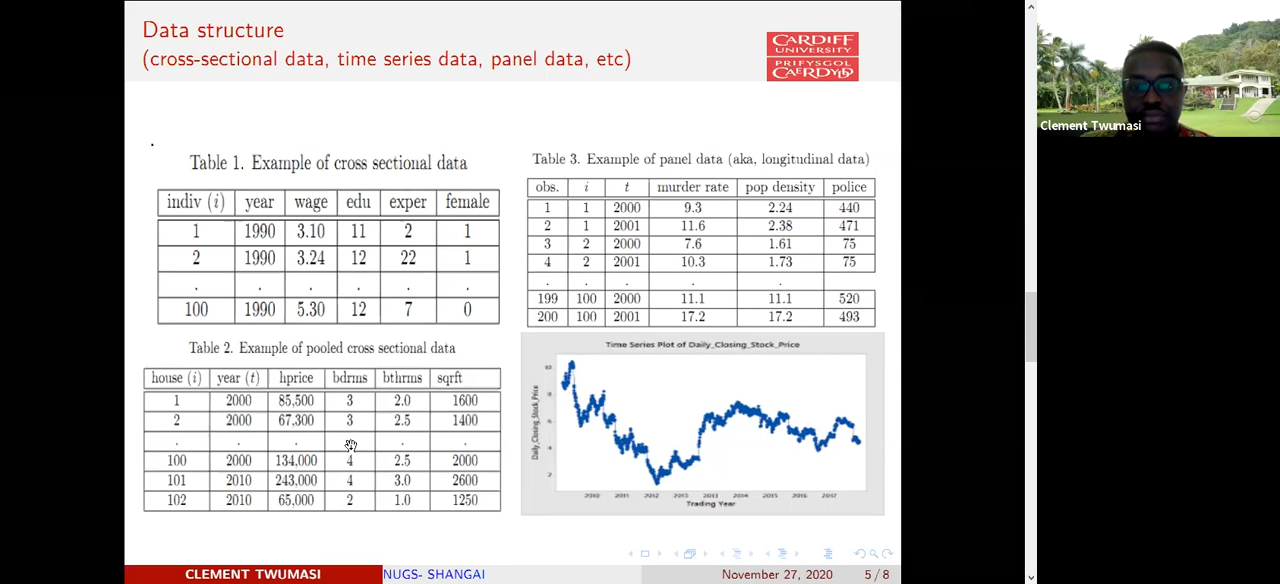 Data structure
(cross-sectional data, time series data, panel data, etc)
CARDIFF
UNIVERSITY
PRIFYSGOL
CAERDYDD
Table 1. Example of cross sectional data
indiv (i) year wage edu exper female
1 1990 3.10 11 2 1
2 1990 3.24 12 22 1
. . . . . .
100 1990 5.30 12 7 0
Table 2. Example of pooled cross sectional data
house (i) year (t) hprice bdrms bthrms sqrft
1 2000 85,500 3 2.0 1600
2 2000 67,300 3 2.5 1400
. . . . .
100 2000 134,000 4 2.5 2000
101 2010 243,000 4 3.0 2600
102 2010 65,000 2 1.0 1250
Table 3. Example of panel data (aka, longitudinal data)
obs. i t murder rate pop density police
1 1 2000 9.3 2.24 440
2 1 2001 11.6 2.38 471
3 2 2000 7.6 1.61 75
4 2 2001 10.3 1.73 75
. . . . .
199 100 2000 11.1 11.1 520
200 100 2001 17.2 17.2 493
Time Series Plot of Daily_Closing_Stock_Price
Daily_Closing_Stock_Price
10
8
6
4
2
2010 2011 2012 2013 2013 2014 2015 2016 2017
Trading Year
CLEMENT TWUMASI
NUGS- SHANGAI
November 27, 2020
5 / 8
Clement Twumasi